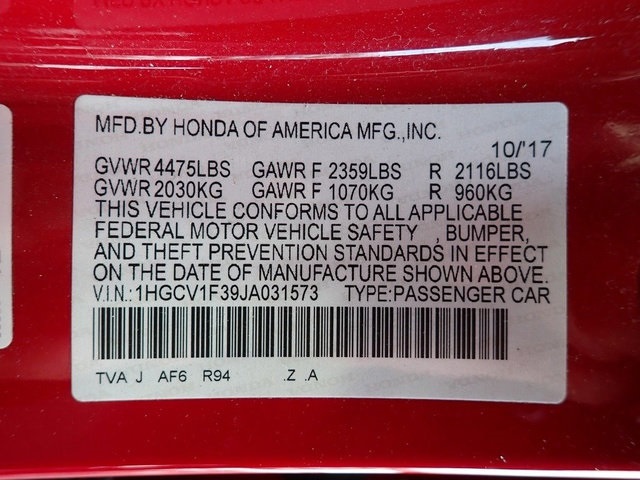 MFD.BY HONDA OF AMERICA MFG.,INC.
10/'17
GVWR 4475LBS GAWR F 2359LBS R 2116LBS
GVWR 2030KG GAWR F 1070KG R 960KG
THIS VEHICLE CONFORMS TO ALL APPLICABLE
FEDERAL MOTOR VEHICLE SAFETY , BUMPER,
AND THEFT PREVENTION STANDARDS IN EFFECT
ON THE DATE OF MANUFACTURE SHOWN ABOVE.
V.I.N.:1HGCV1F39JA031573 TYPE:PASSENGER CAR
TVA J AF6 R94 .Z .A